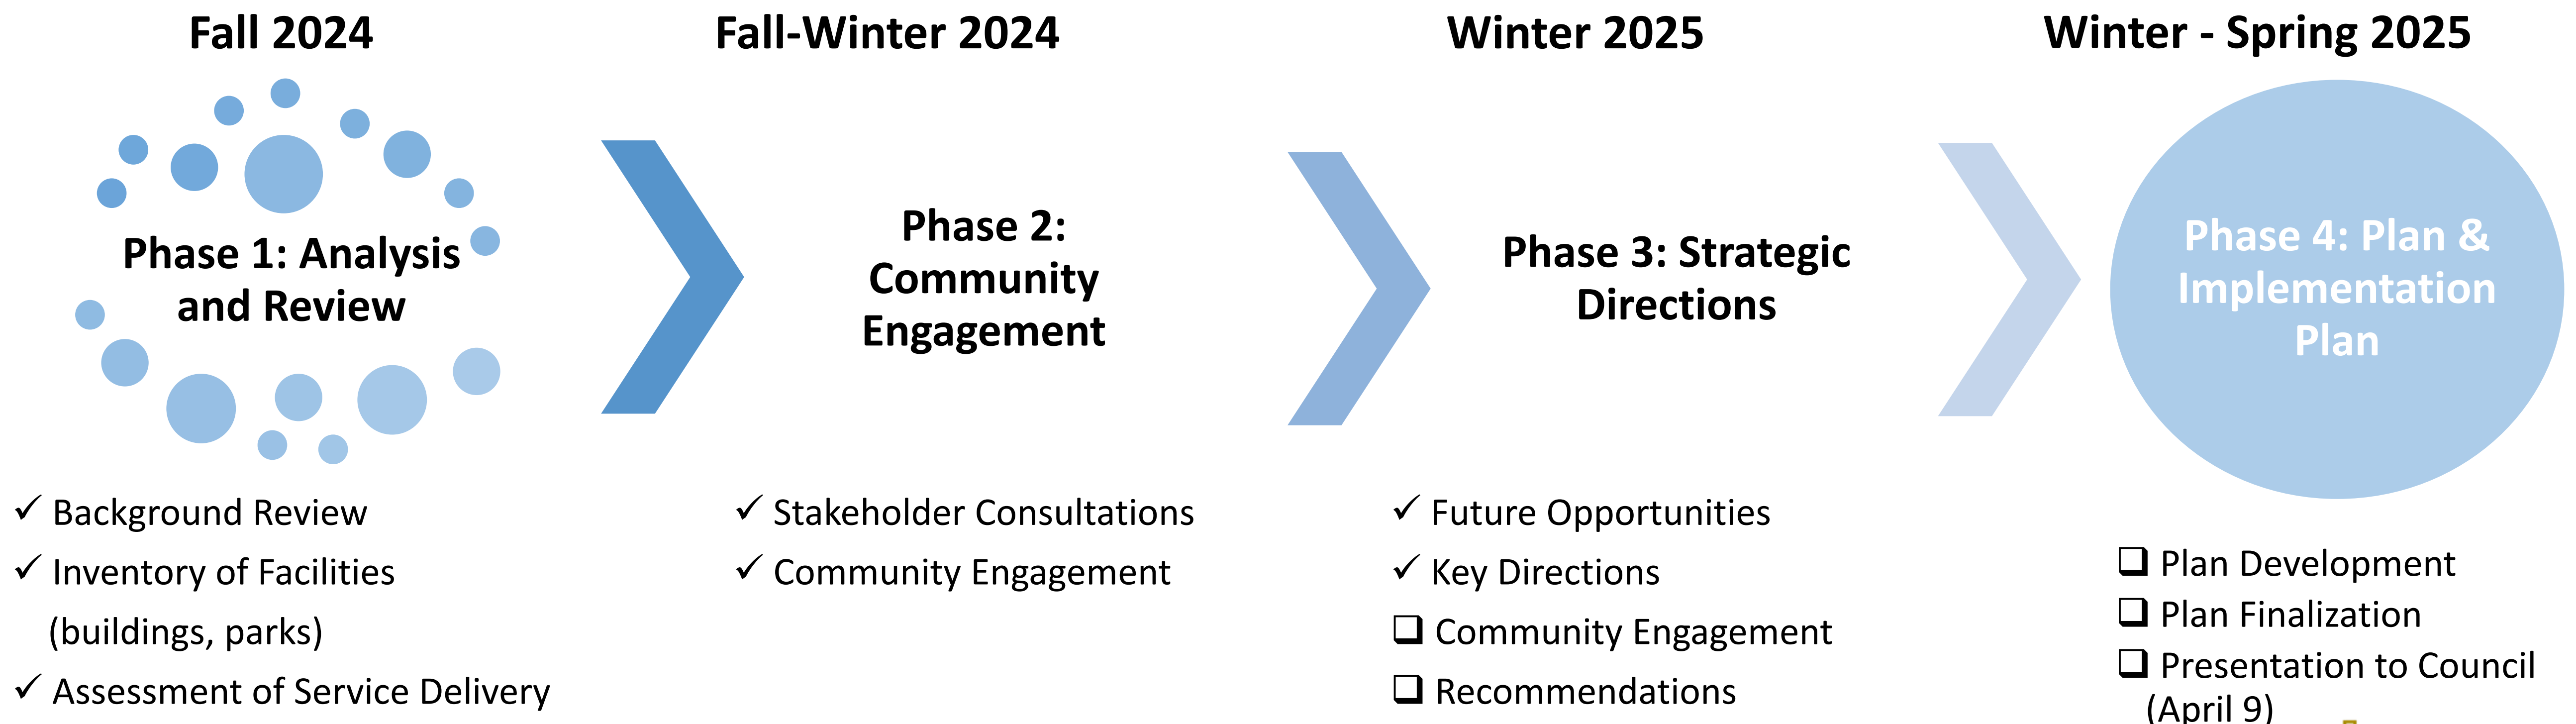 Fall 2024
Phase 1: Analysis
and Review
✓ Background Review
✓ Inventory of Facilities
(buildings, parks)
✓ Assessment of Service Delivery
Fall-Winter 2024
Phase 2:
Community
Engagement
✓ Stakeholder Consultations
✓ Community Engagement
Winter 2025
Phase 3: Strategic
Directions
✓ Future Opportunities
✓ Key Directions
❑ Community Engagement
❑ Recommendations
Winter - Spring 2025
Phase 4: Plan &
Implementation
Plan
❑ Plan Development
❑ Plan Finalization
❑ Presentation to Council
(April 9)